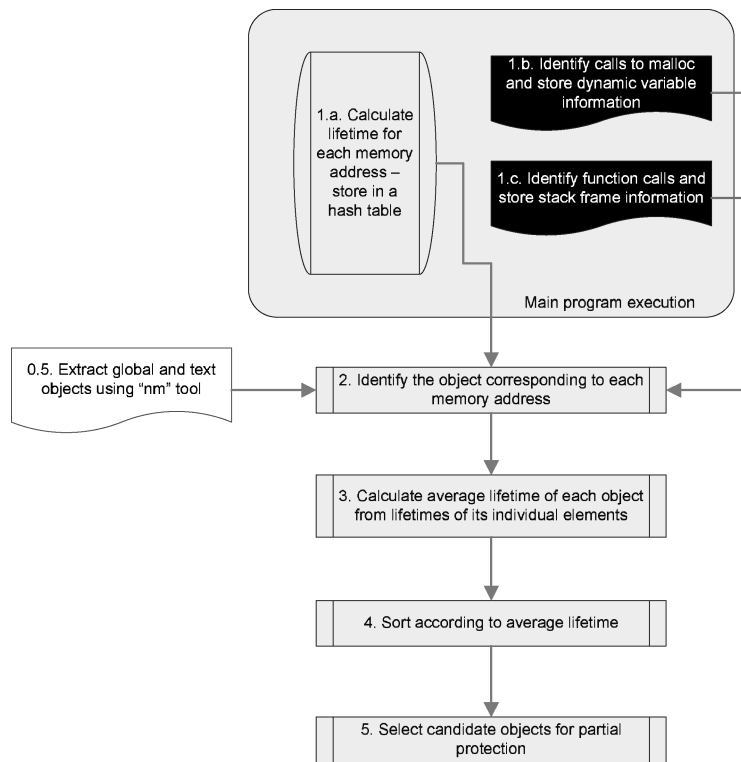 1.a. Calculate
lifetime for
each memory
address –
store in a
hash table
1.b. Identify calls to malloc
and store dynamic variable
information
1.c. Identify function calls and
store stack frame information
Main program execution
0.5. Extract global and text
objects using “nm” tool
2. Identify the object corresponding to each
memory address
3. Calculate average lifetime of each object
from lifetimes of its individual elements
4. Sort according to average lifetime
5. Select candidate objects for partial
protection